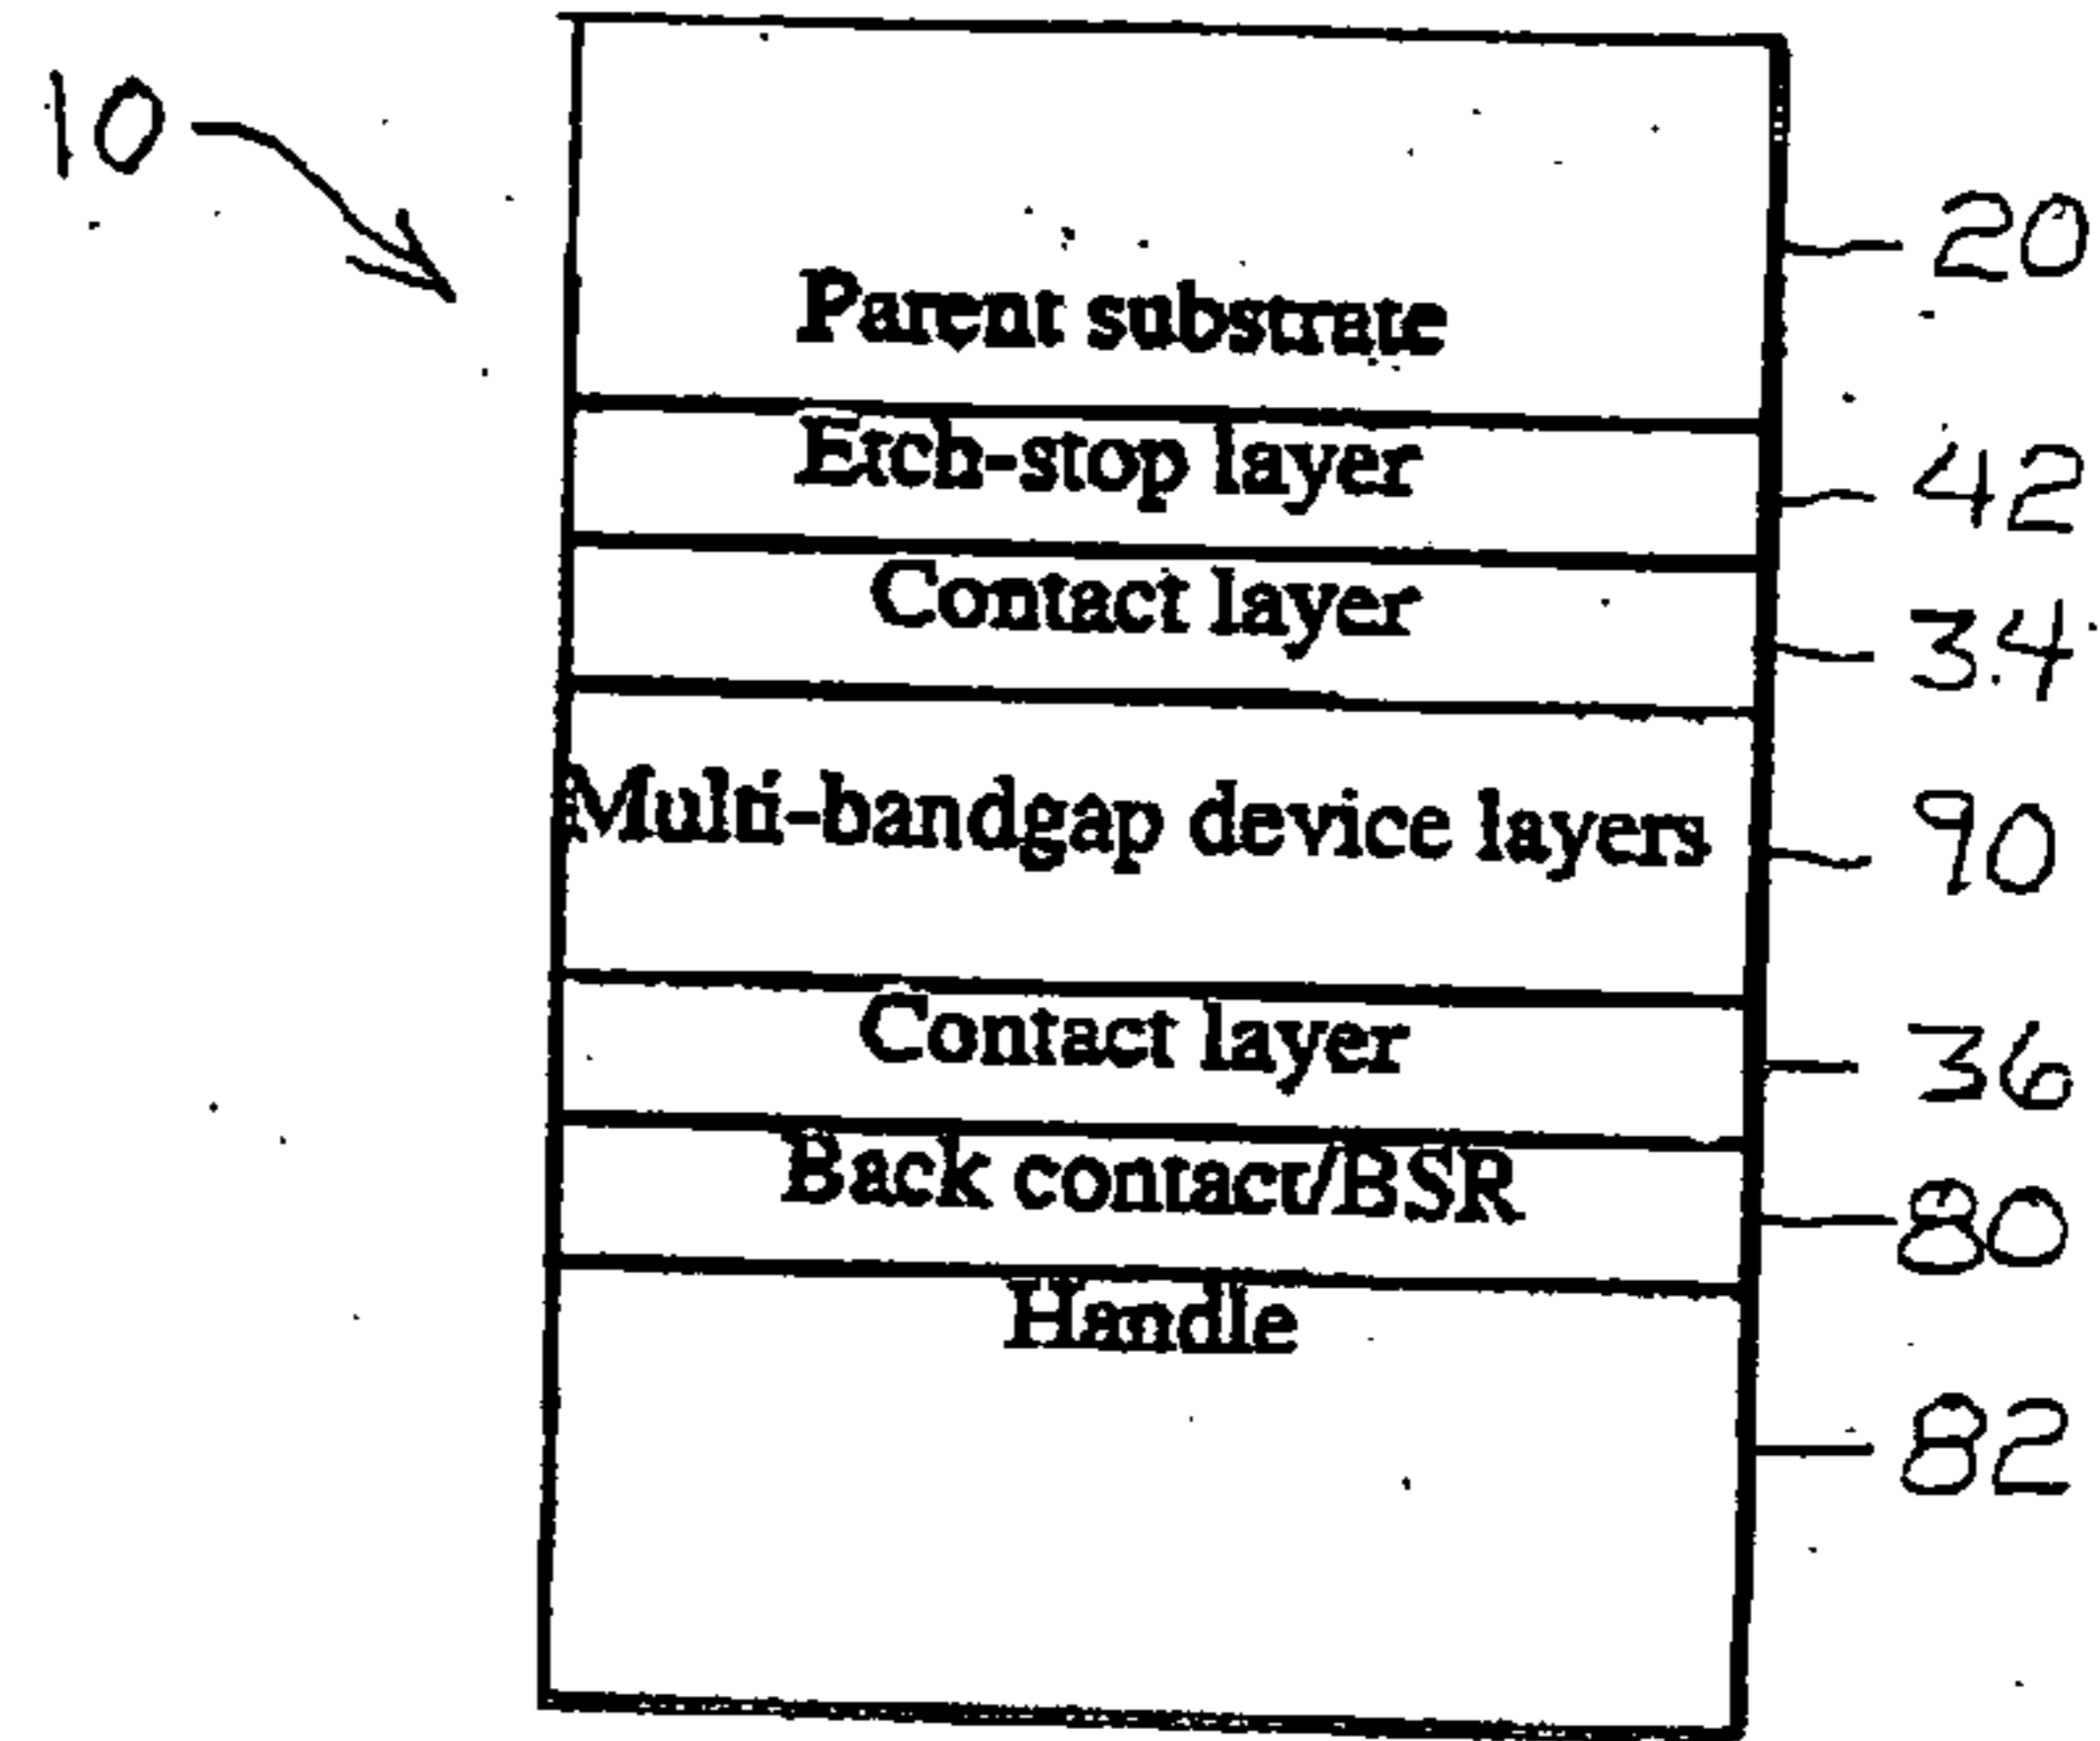 10
Parent substrate
20
Etch-stop layer
42
Contact layer
34
Multi-bandgap device layers
90
Contact layer
36
Back contact/BSR
80
Handle
82